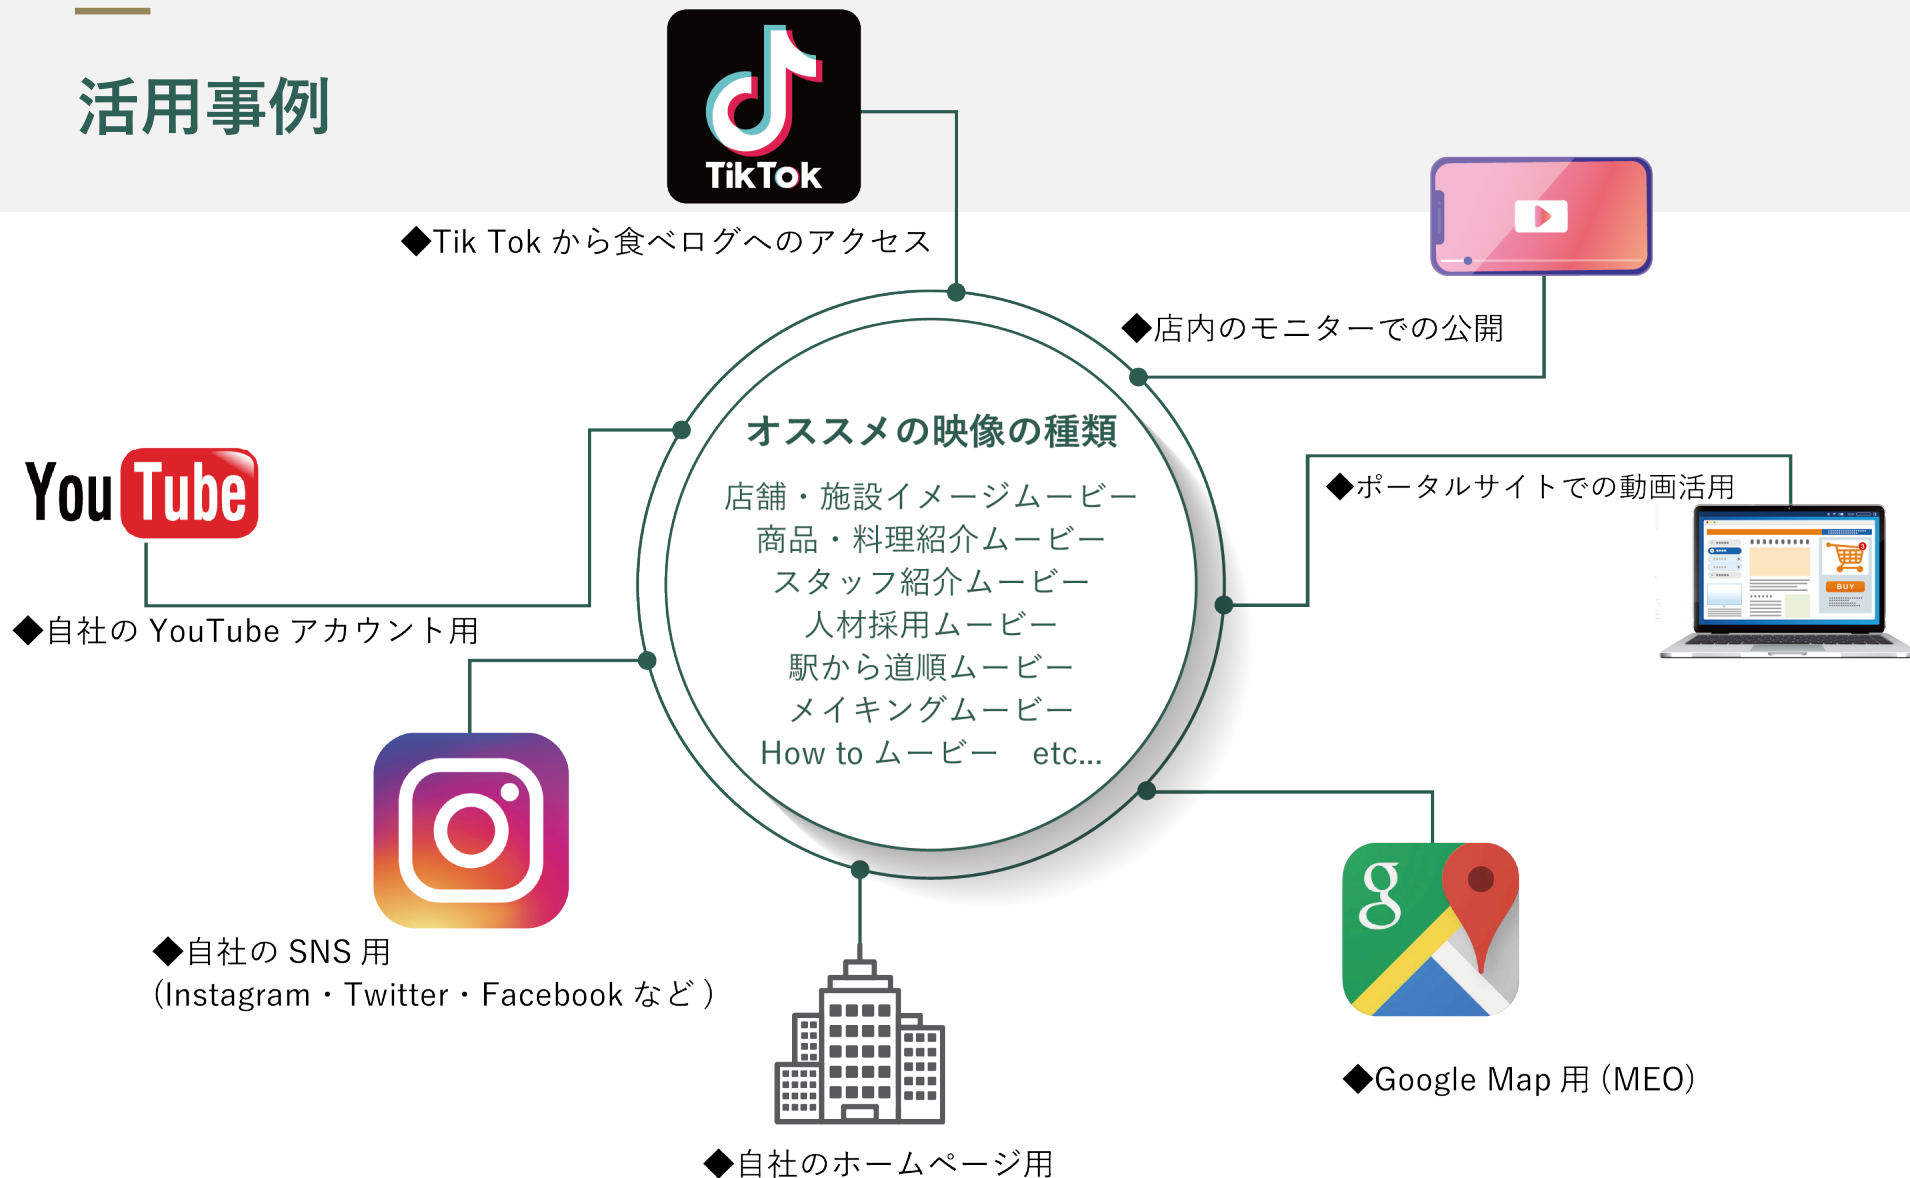 活用事例
TikTok
◆Tik Tok から食べログへのアクセス
◆店内のモニターでの公開
オススメの映像の種類
店舗・施設イメージムービー
商品・料理紹介ムービー
スタッフ紹介ムービー
人材採用ムービー
駅から道順ムービー
メイキングムービー
How to ムービー　etc...
◆ポータルサイトでの動画活用
BUY
YouTube
◆自社の YouTube アカウント用
◆自社の SNS 用
(Instagram・Twitter・Facebook など )
g
◆Google Map 用 (MEO)
◆自社のホームページ用